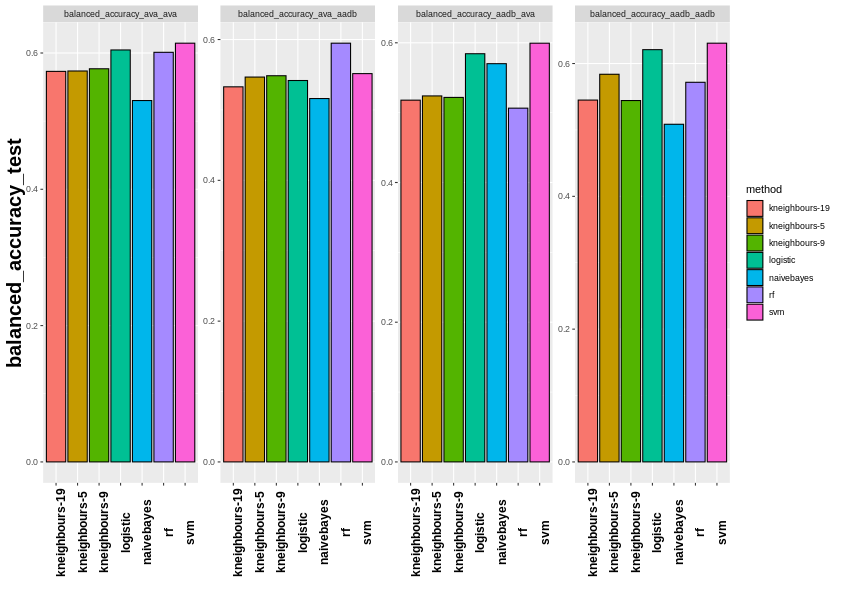 balanced_accuracy_ava_ava
balanced_accuracy_ava_aadb
balanced_accuracy_aadb_ava
balanced_accuracy_aadb_aadb
balanced_accuracy_test
0.6
0.4
0.2
0.0
0.6
0.4
0.2
0.0
0.6
0.4
0.2
0.0
0.6
0.4
0.2
0.0
kneighbours-19
kneighbours-5
kneighbours-9
logistic
naivebayes
rf
svm
kneighbours-19
kneighbours-5
kneighbours-9
logistic
naivebayes
rf
svm
kneighbours-19
kneighbours-5
kneighbours-9
logistic
naivebayes
rf
svm
kneighbours-19
kneighbours-5
kneighbours-9
logistic
naivebayes
rf
svm
method
kneighbours-19
kneighbours-5
kneighbours-9
logistic
naivebayes
rf
svm